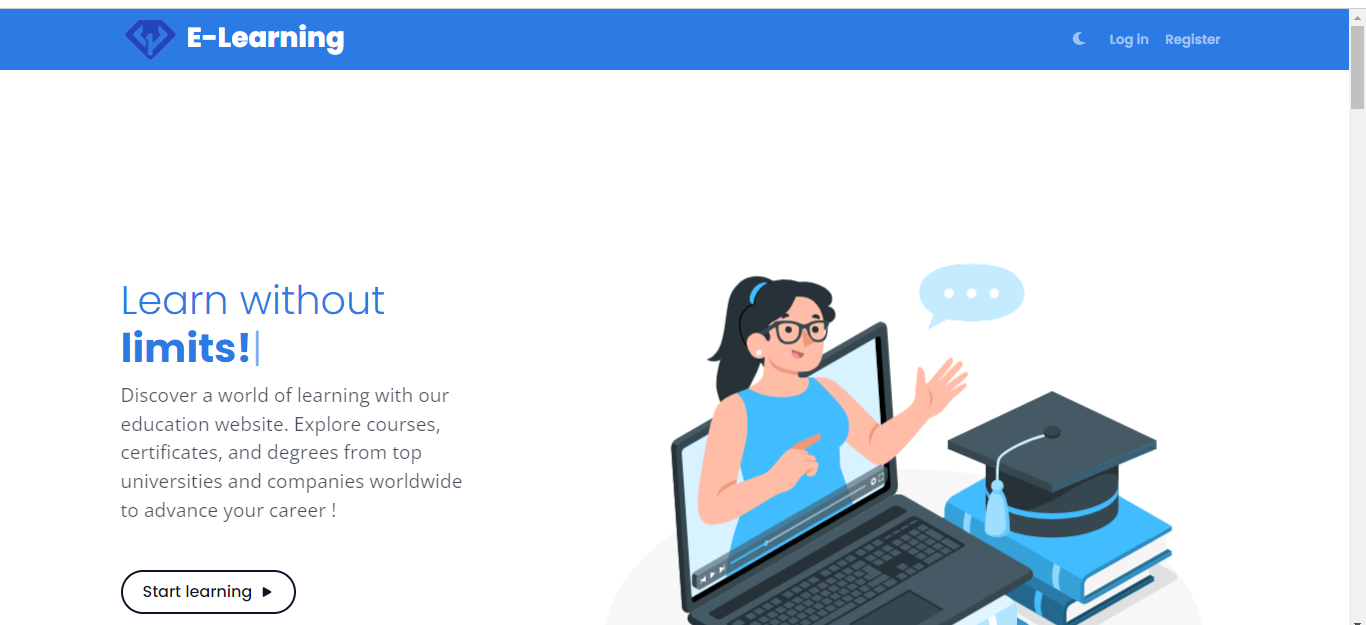 E-Learning
Log in
Register
Learn without
limits!
Discover a world of learning with our
education website. Explore courses,
certificates, and degrees from top
universities and companies worldwide
to advance your career !
Start learning